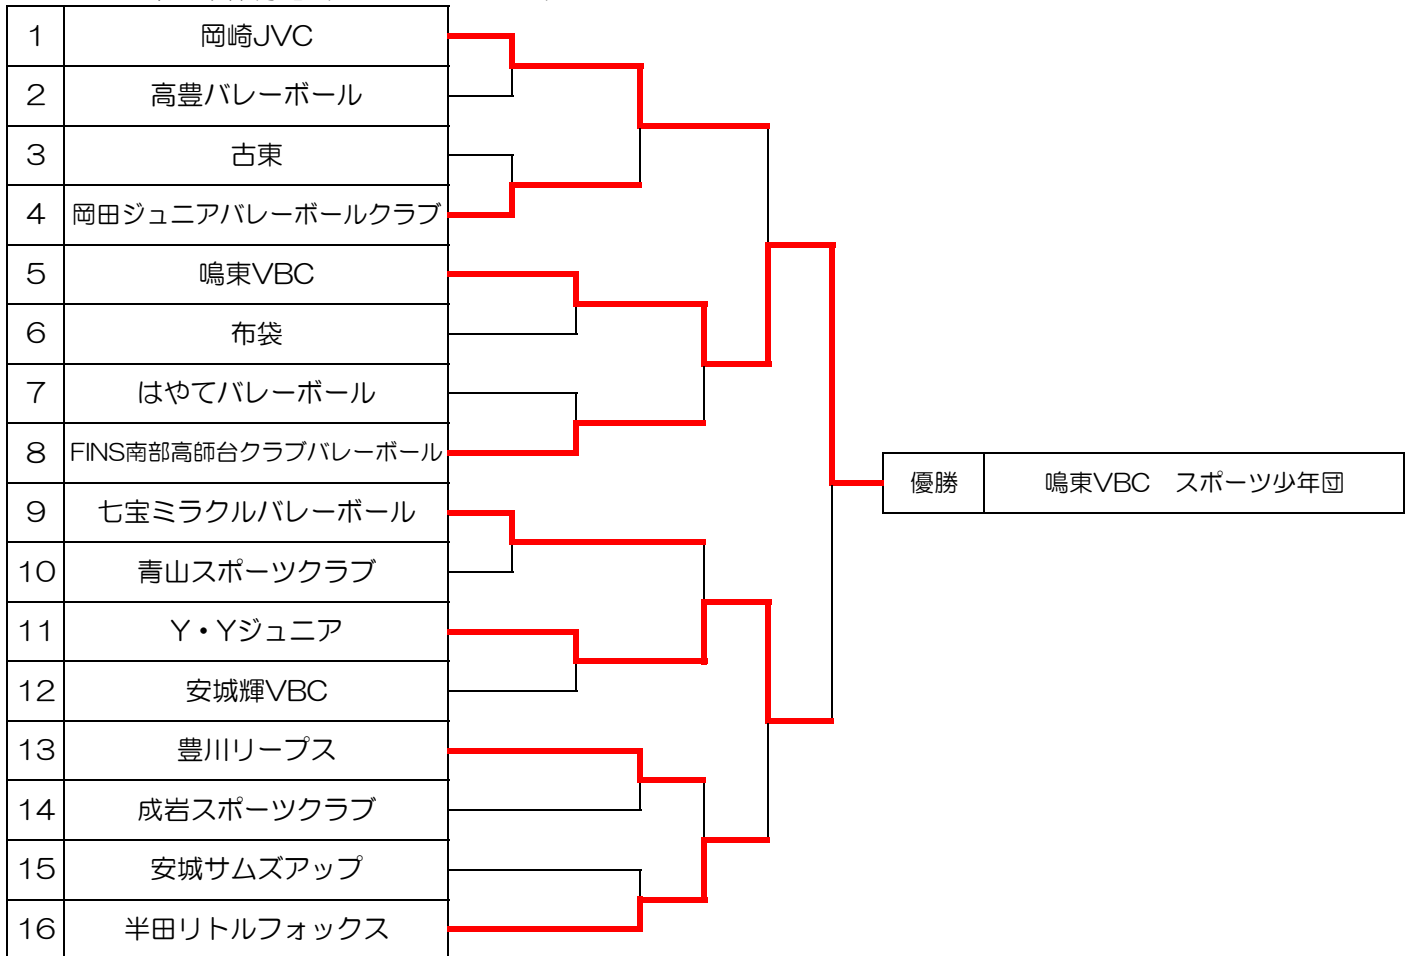 1 岡崎JVC
2 高豊バレーボール
3 古東
4 岡田ジュニアバレーボールクラブ
5 鳴東VBC
6 布袋
7 はやてバレーボール
8 FINS南部高師台クラブバレーボール
優勝 鳴東VBC　スポーツ少年団
9 七宝ミラクルバレーボール
10 青山スポーツクラブ
11 Y・Yジュニア
12 安城輝VBC
13 豊川リープス
14 成岩スポーツクラブ
15 安城サムズアップ
16 半田リトルフォックス